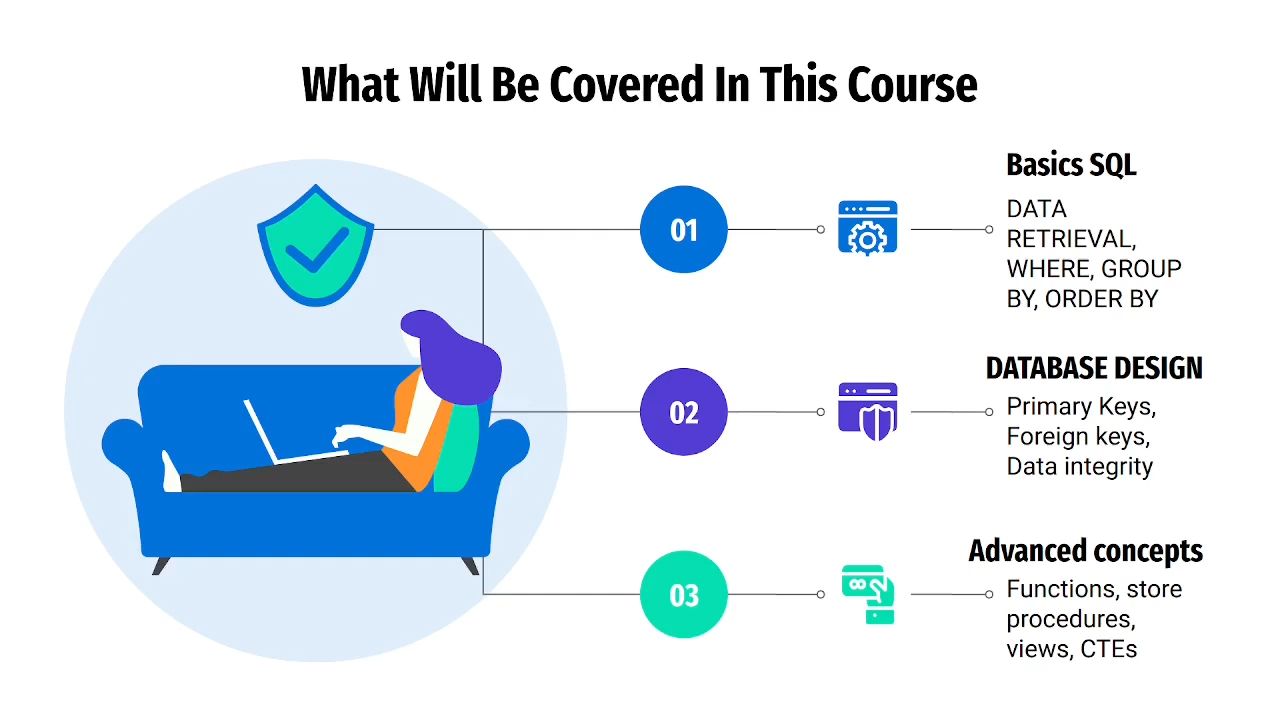 What Will Be Covered In This Course
01
Basics SQL
DATA
RETRIEVAL,
WHERE, GROUP
BY, ORDER BY
02
DATABASE DESIGN
Primary Keys,
Foreign keys,
Data integrity
03
Advanced concepts
Functions, store
procedures,
views, CTEs